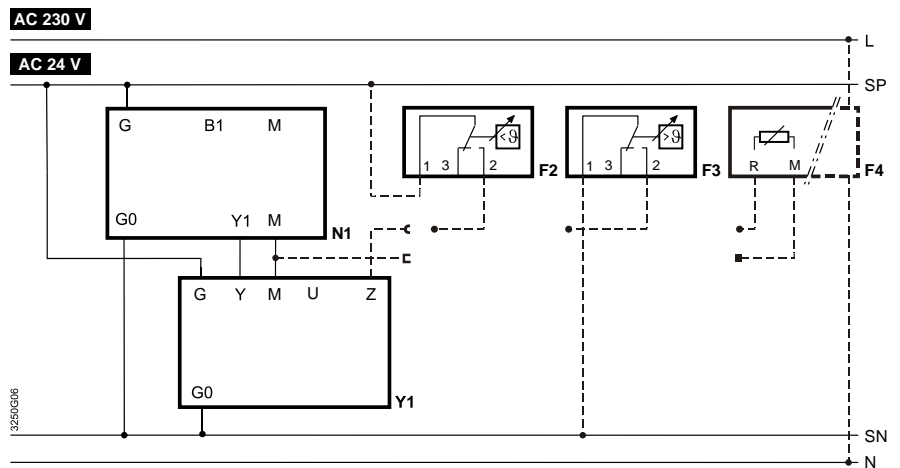 AC 230 V
L
AC 24 V
SP
G B1 M
<ϑ
>ϑ
1 3 2 F2
1 3 2 F3
R M F4
G0 Y1 M
N1
G Y M U Z
G0
Y1
3250G06
SN
N